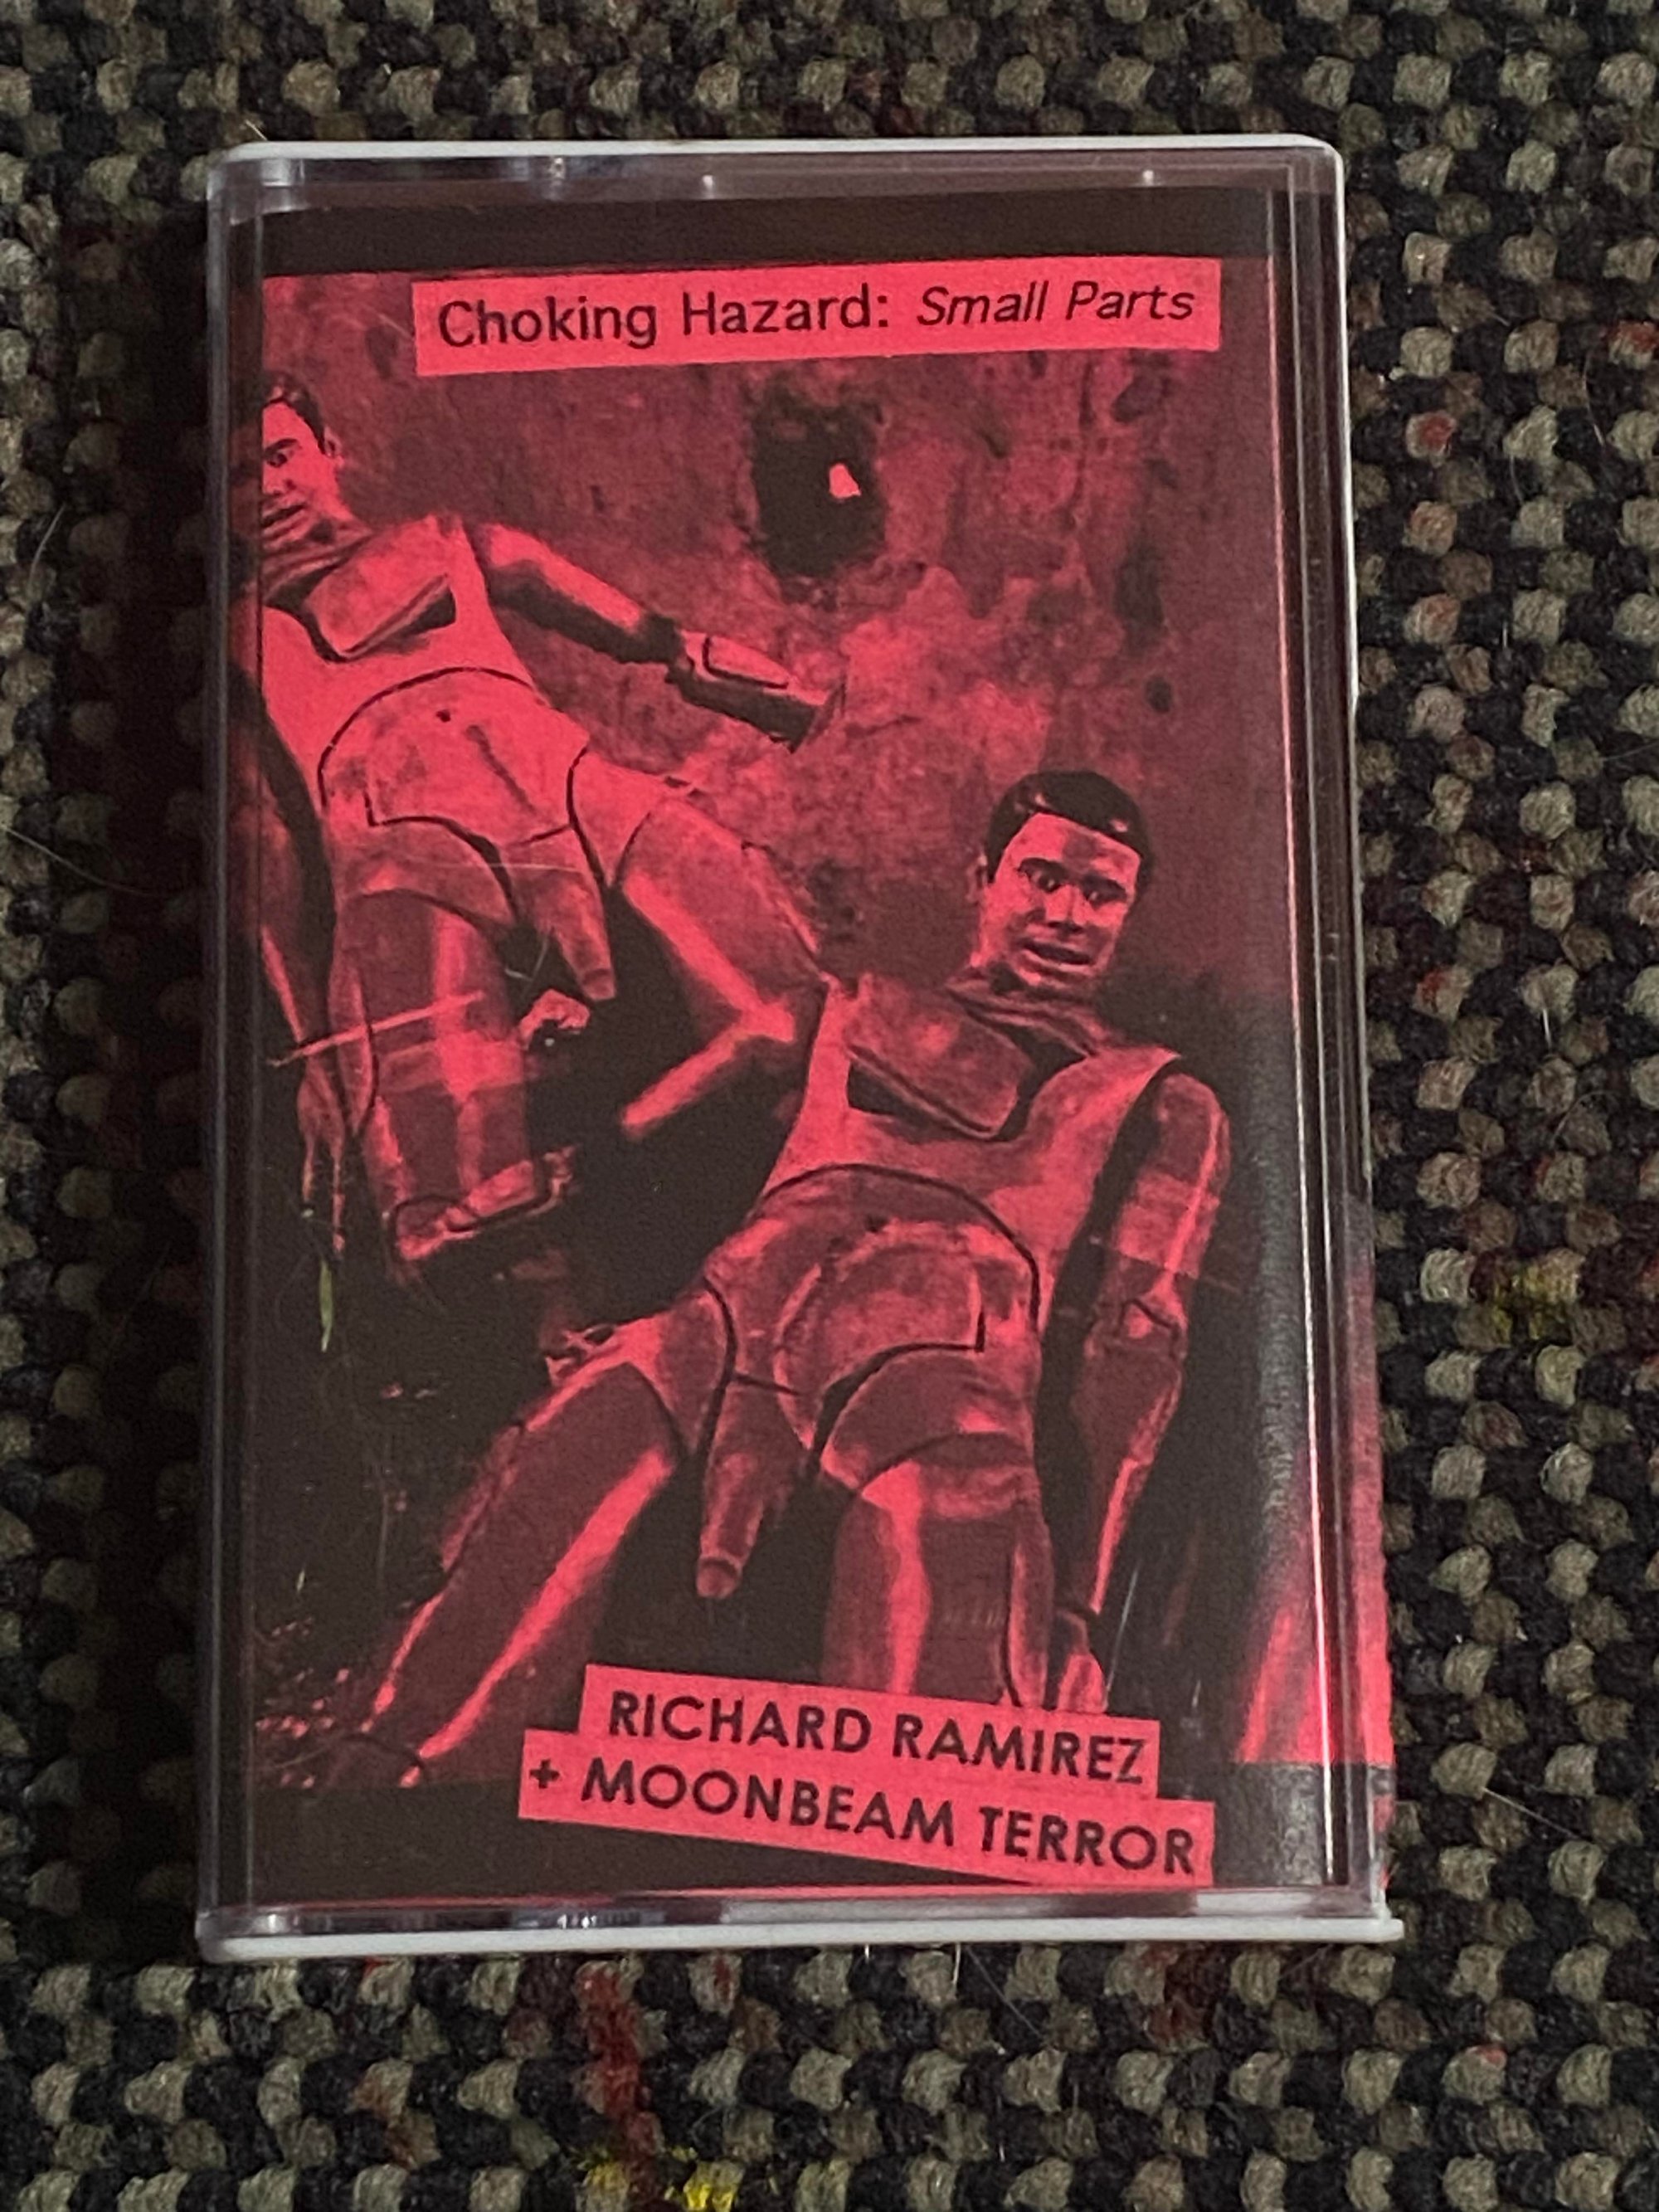 Choking Hazard: Small Parts
RICHARD RAMIREZ
+ MOONBEAM TERROR